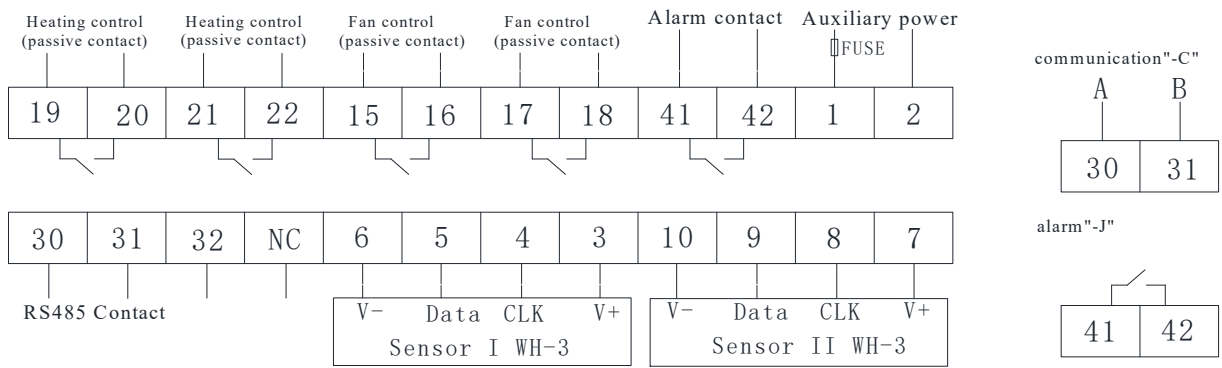 Heating control Heating control Fan control Fan control Alarm contact Auxiliary power
(passive contact) (passive contact) (passive contact) (passive contact)
FUSE
19 20 21 22 15 16 17 18 41 42 1 2
30 31 32 NC 6 5 4 3 10 9 8 7
RS485 Contact V- Data CLK V+ V- Data CLK V+
Sensor I WH-3 Sensor II WH-3
communication"-C"
A B
30 31
alarm"-J"
41 42